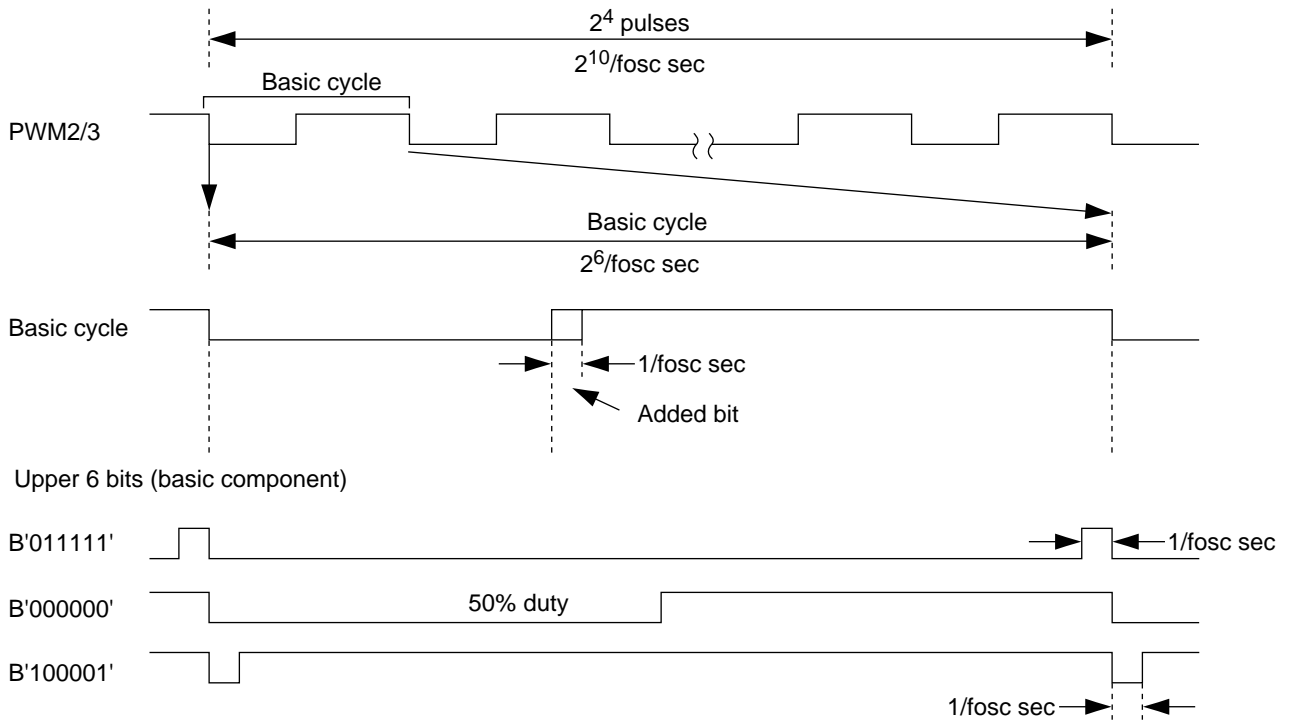 2⁴ pulses
2¹⁰/fosc sec
Basic cycle
PWM2/3
Basic cycle
2⁶/fosc sec
Basic cycle
1/fosc sec
Added bit
Upper 6 bits (basic component)
B'011111'
1/fosc sec
B'000000'
50% duty
B'100001'
1/fosc sec